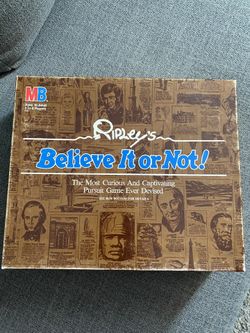 MB
Ripley's
Believe It or Not!
The Most Curious And Captivating
Pursuit Game Ever Devised